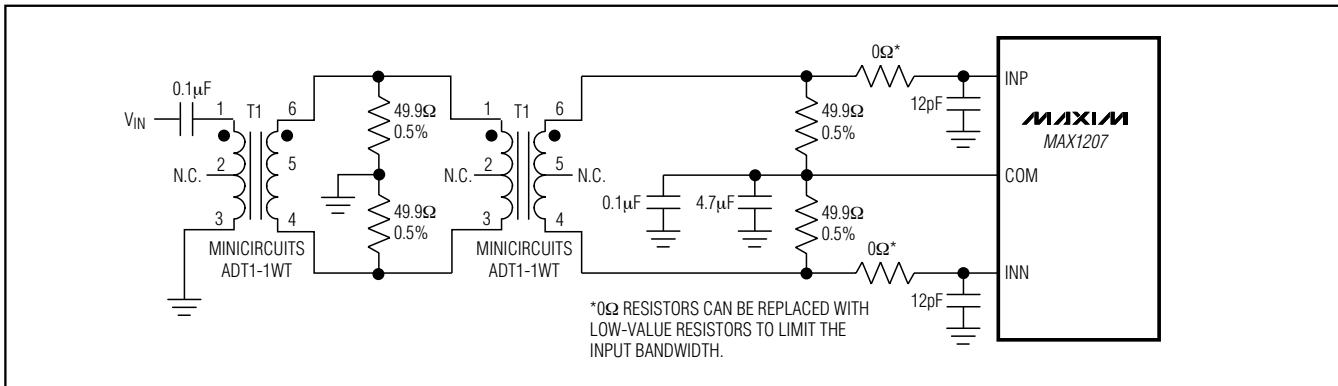 0.1μF
V_IN
1
T1
6
2
5
3
4
N.C.
MINICIRCUITS
ADT1-1WT
49.9Ω
0.5%
49.9Ω
0.5%
1
T1
6
2
5
3
4
N.C.
N.C.
MINICIRCUITS
ADT1-1WT
0.1μF
4.7μF
49.9Ω
0.5%
49.9Ω
0.5%
0Ω*
0Ω*
12pF
12pF
INP
COM
INN
MAXIM
MAX1207
*0Ω RESISTORS CAN BE REPLACED WITH
LOW-VALUE RESISTORS TO LIMIT THE
INPUT BANDWIDTH.